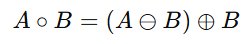 A ∘ B = (A ⊖ B) ⊕ B